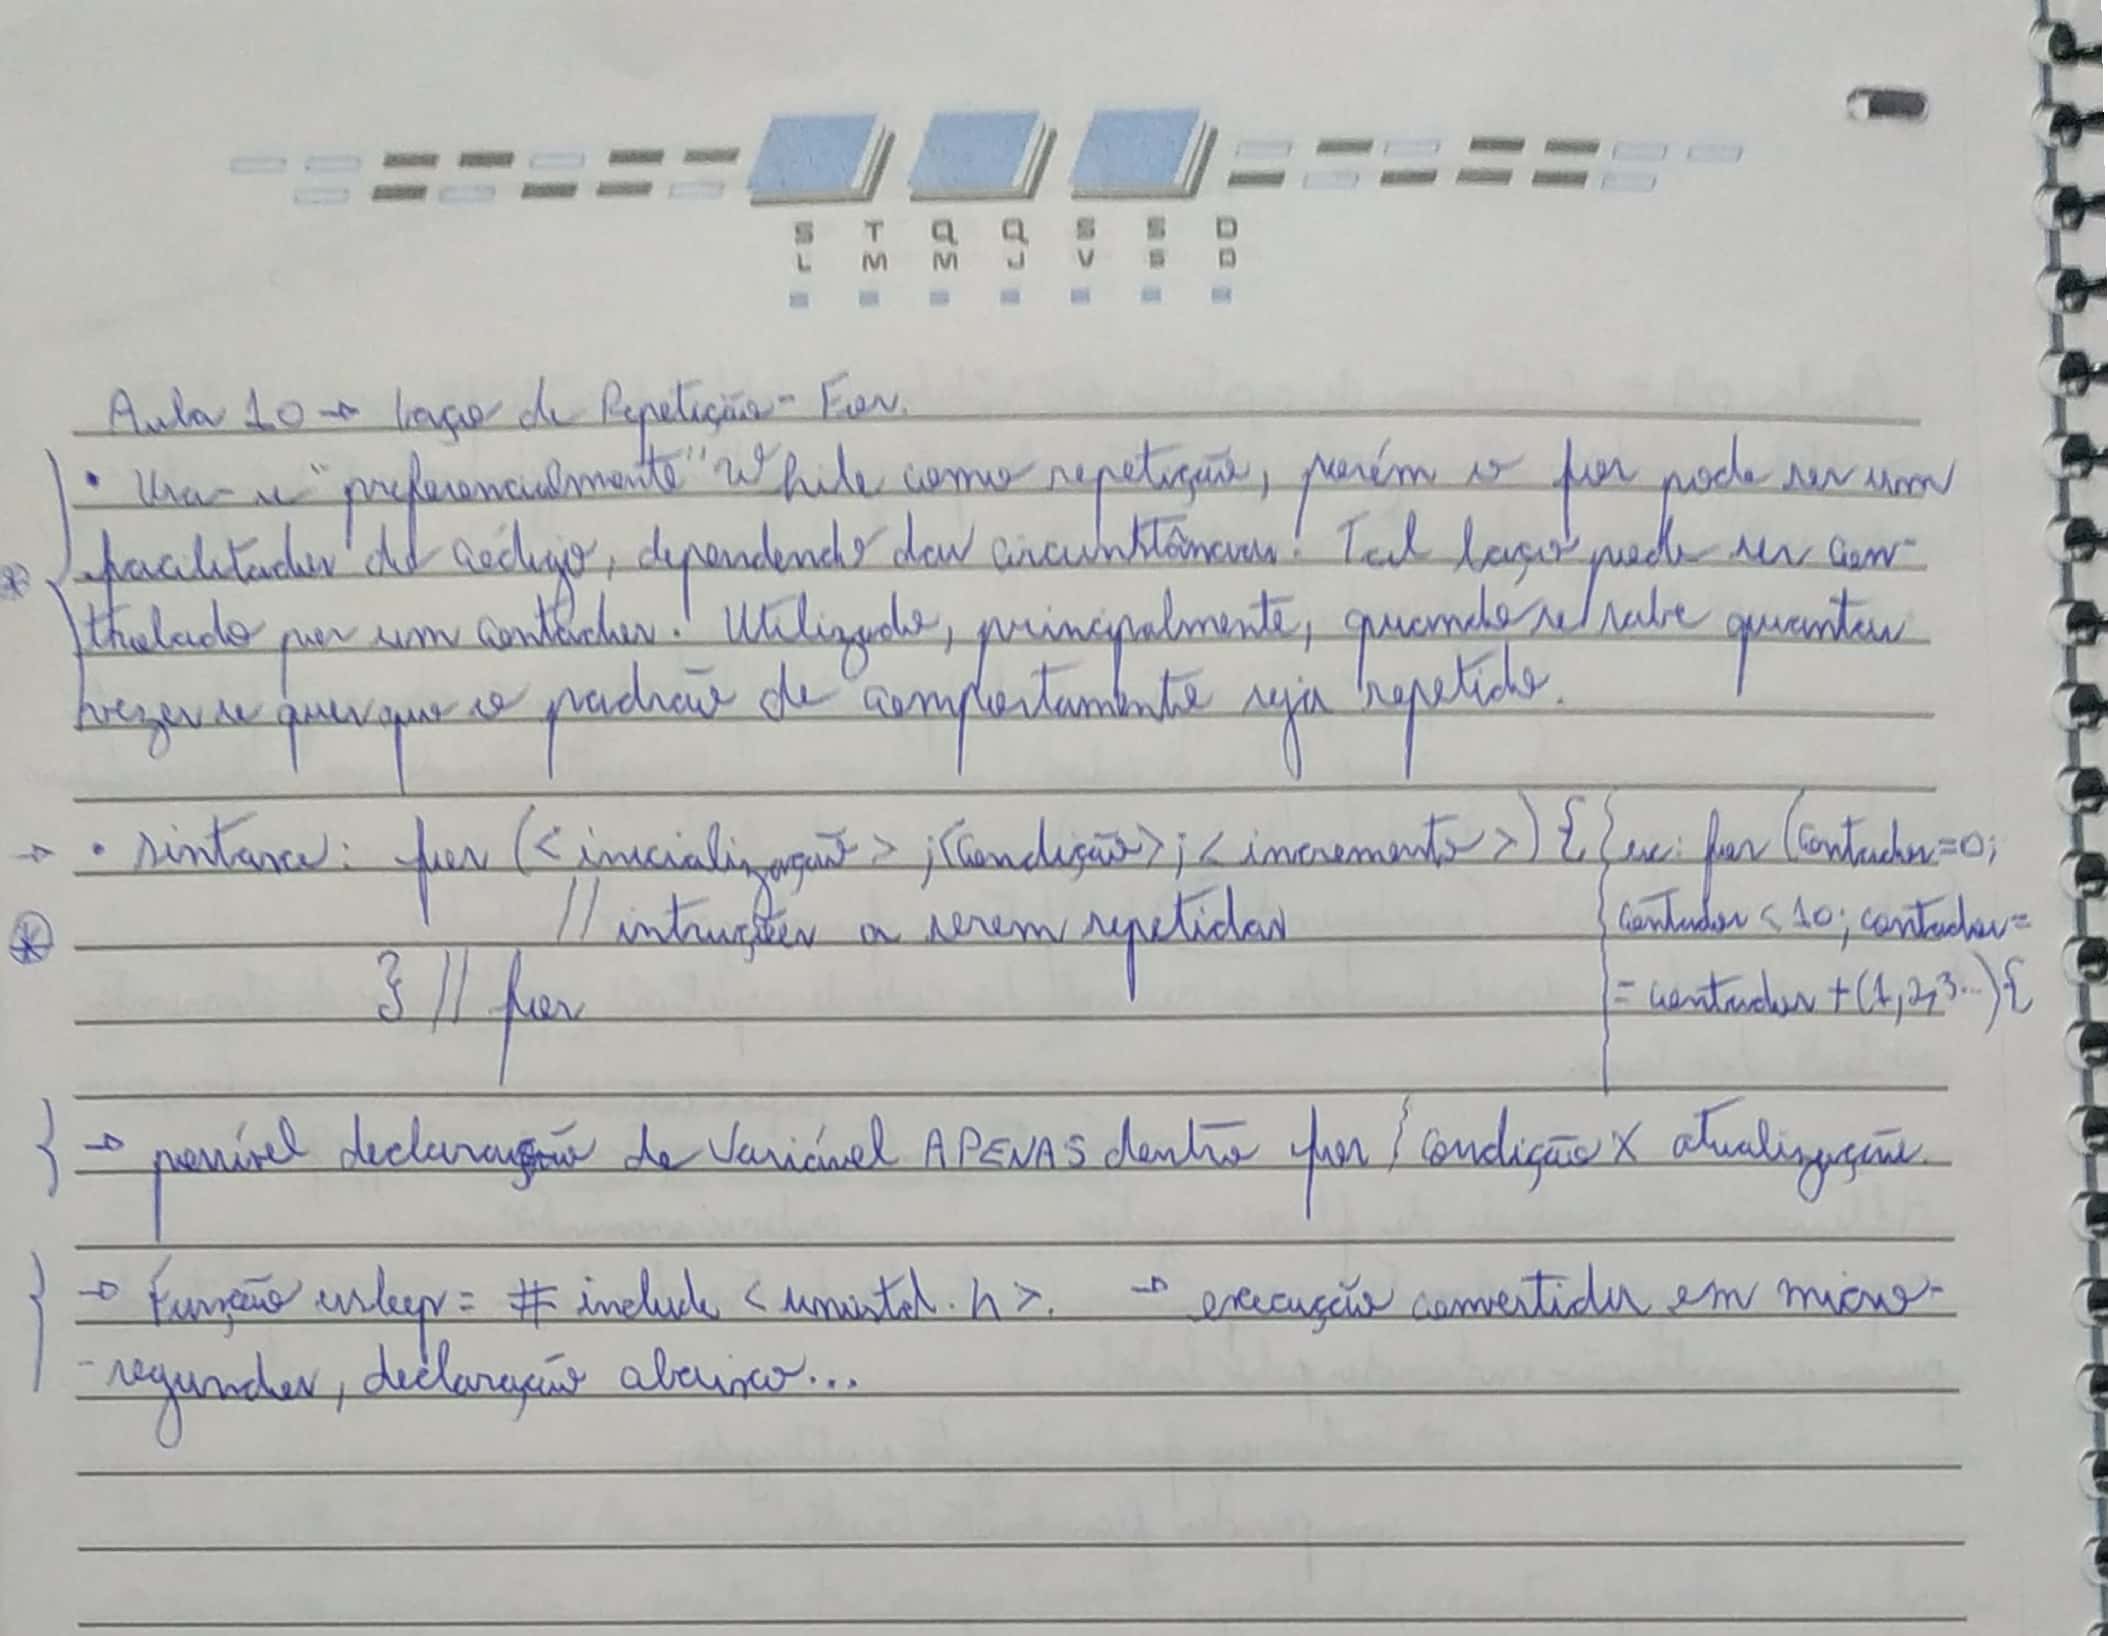 S T Q Q S S D
L M M J V S D
Aula 10 → Laço de Repetição - For.
• Usa-se "preferencialmente" While como repetição, porém o for pode ser um
facilitador do código, dependendo das circunstâncias. Tal laço pode ser con-
* trolado por um contador. Utilizado, principalmente, quando se sabe quantas
vezes se quer que o padrão de comportamento seja repetido.
→ • sintaxe: for (<inicialização>;<condição>;<incremento>) { } ex: for (contador=0;
* // intruções a serem repetidas contador < 10; contador=
} // for = contador + (1,2,3...) {
} → possível declaração de variável APENAS dentro for } condição X atualização.
} → Função usleep = # include <unistd.h>. → execução convertida em micro-
-segundos, declaração abaixo...